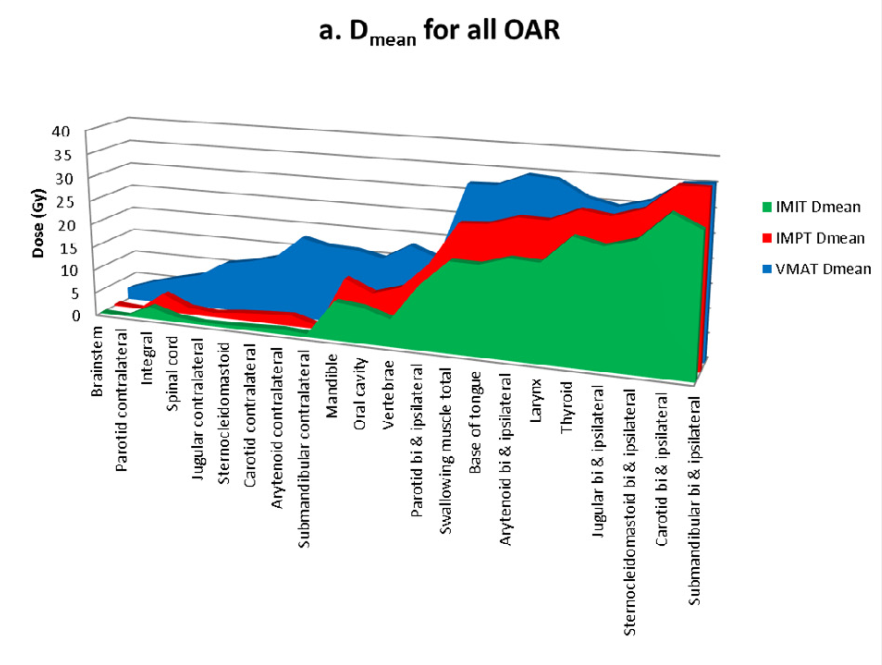 a. Dmean for all OAR
40
35
30
25
20
15
10
5
0
Dose (Gy)
Brainstem
Parotid contralateral
Integral
Spinal cord
Jugular contralateral
Sternocleidomastoid
Carotid contralateral
Arytenoid contralateral
Submandibular contralateral
Mandible
Oral cavity
Vertebrae
Parotid bi & ipsilateral
Swallowing muscle total
Base of tongue
Arytenoid bi & ipsilateral
Larynx
Thyroid
Jugular bi & ipsilateral
Sternocleidomastoid bi & ipsilateral
Carotid bi & ipsilateral
Submandibular bi & ipsilateral
IMIT Dmean
IMPT Dmean
VMAT Dmean